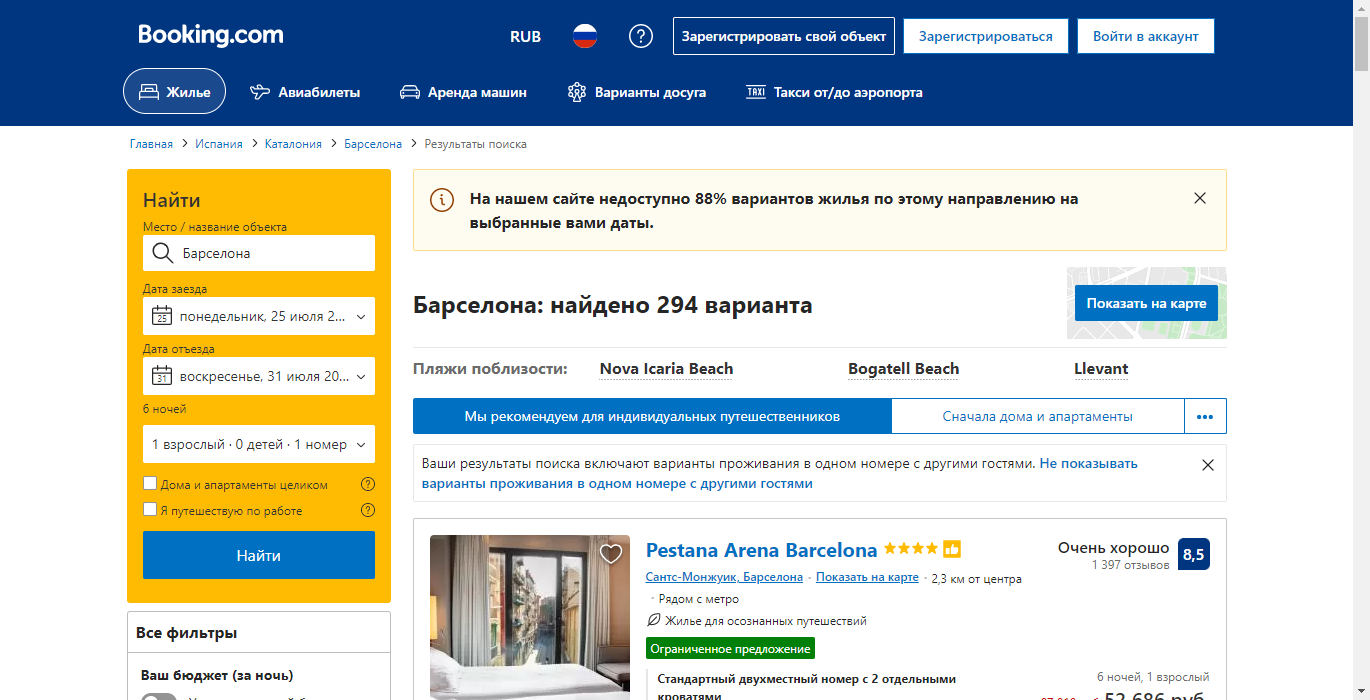 Booking.com
RUB
Зарегистрировать свой объект
Зарегистрироваться
Войти в аккаунт
Жилье
Авиабилеты
Аренда машин
Варианты досуга
TAXI Такси от/до аэропорта
Главная > Испания > Каталония > Барселона > Результаты поиска
Найти
Место / название объекта
Барселона
Дата заезда
25 понедельник, 25 июля 2...
Дата отъезда
31 воскресенье, 31 июля 20...
6 ночей
1 взрослый · 0 детей · 1 номер
Дома и апартаменты целиком
Я путешествую по работе
Найти
Все фильтры
Ваш бюджет (за ночь)
На нашем сайте недоступно 88% вариантов жилья по этому направлению на
выбранные вами даты.
Барселона: найдено 294 варианта
Показать на карте
Пляжи поблизости:
Nova Icaria Beach
Bogatell Beach
Llevant
Мы рекомендуем для индивидуальных путешественников
Сначала дома и апартаменты
Ваши результаты поиска включают варианты проживания в одном номере с другими гостями. Не показывать
варианты проживания в одном номере с другими гостями
Pestana Arena Barcelona
Очень хорошо
1 397 отзывов
8,5
Сантс-Монжуик, Барселона · Показать на карте · 2,3 км от центра
· Рядом с метро
Жилье для осознанных путешествий
Ограниченное предложение
Стандартный двухместный номер с 2 отдельными
кроватями
6 ночей, 1 взрослый
52 686 руб.